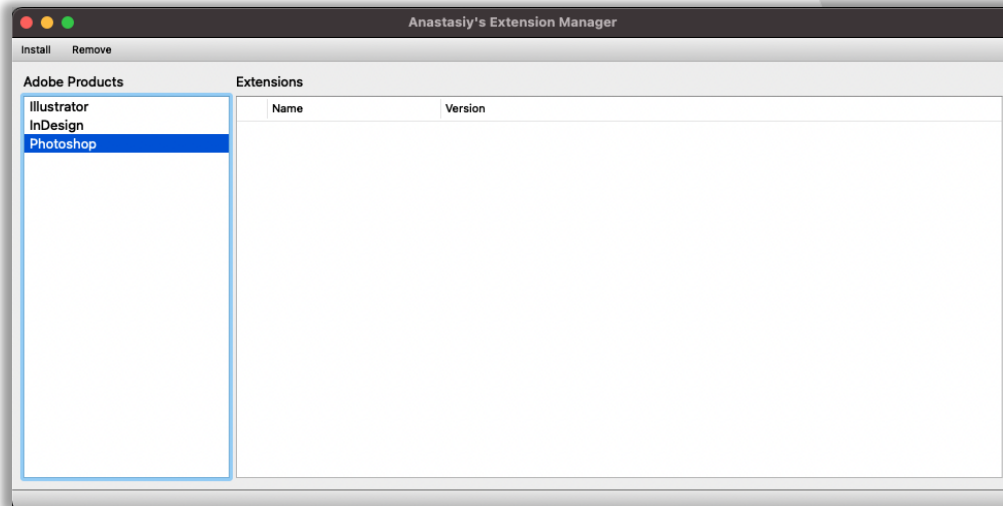 Anastasiy's Extension Manager
Install Remove
Adobe Products Extensions
Illustrator Name Version
InDesign
Photoshop